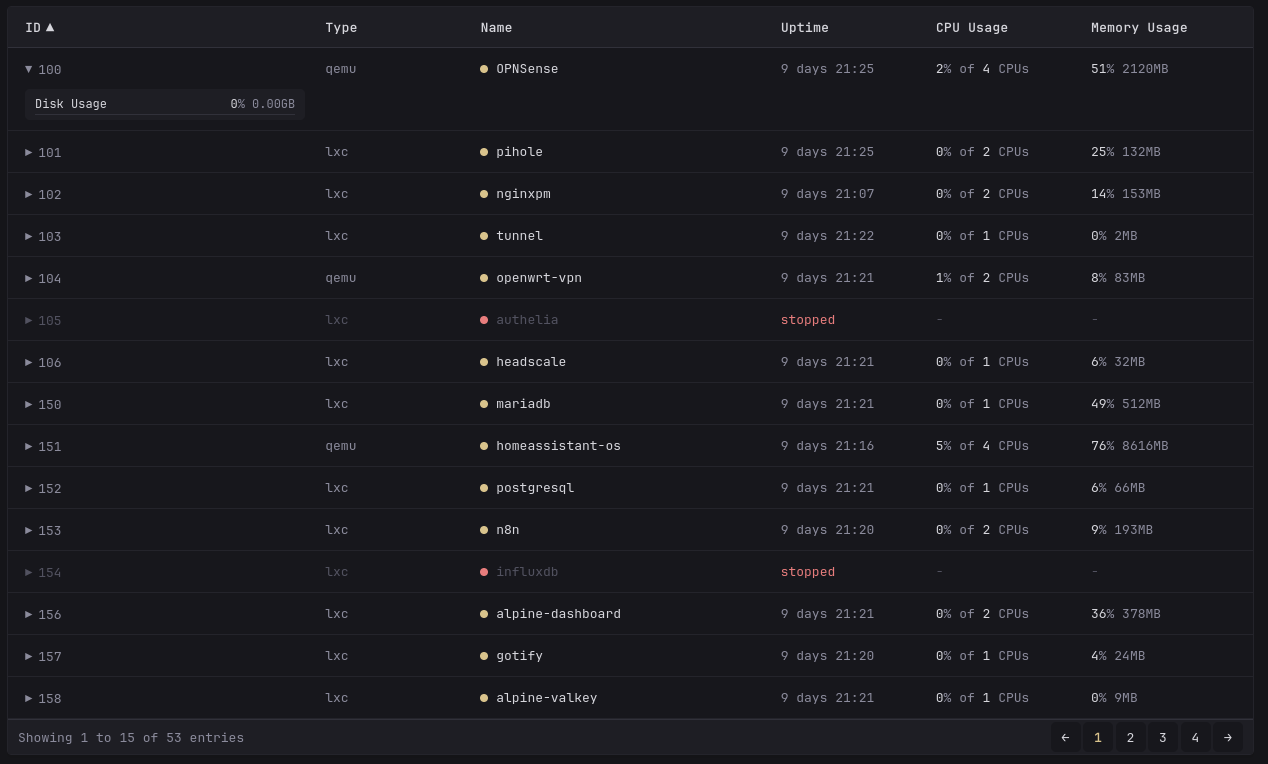 ID ▲ Type Name Uptime CPU Usage Memory Usage
▼ 100 qemu OPNSense 9 days 21:25 2% of 4 CPUs 51% 2120MB
Disk Usage 0% 0.00GB
▶ 101 lxc pihole 9 days 21:25 0% of 2 CPUs 25% 132MB
▶ 102 lxc nginxpm 9 days 21:07 0% of 2 CPUs 14% 153MB
▶ 103 lxc tunnel 9 days 21:22 0% of 1 CPUs 0% 2MB
▶ 104 qemu openwrt-vpn 9 days 21:21 1% of 2 CPUs 8% 83MB
▶ 105 lxc authelia stopped - -
▶ 106 lxc headscale 9 days 21:21 0% of 1 CPUs 6% 32MB
▶ 150 lxc mariadb 9 days 21:21 0% of 1 CPUs 49% 512MB
▶ 151 qemu homeassistant-os 9 days 21:16 5% of 4 CPUs 76% 8616MB
▶ 152 lxc postgresql 9 days 21:21 0% of 1 CPUs 6% 66MB
▶ 153 lxc n8n 9 days 21:20 0% of 2 CPUs 9% 193MB
▶ 154 lxc influxdb stopped - -
▶ 156 lxc alpine-dashboard 9 days 21:21 0% of 2 CPUs 36% 378MB
▶ 157 lxc gotify 9 days 21:20 0% of 1 CPUs 4% 24MB
▶ 158 lxc alpine-valkey 9 days 21:21 0% of 1 CPUs 0% 9MB
Showing 1 to 15 of 53 entries ← 1 2 3 4 →